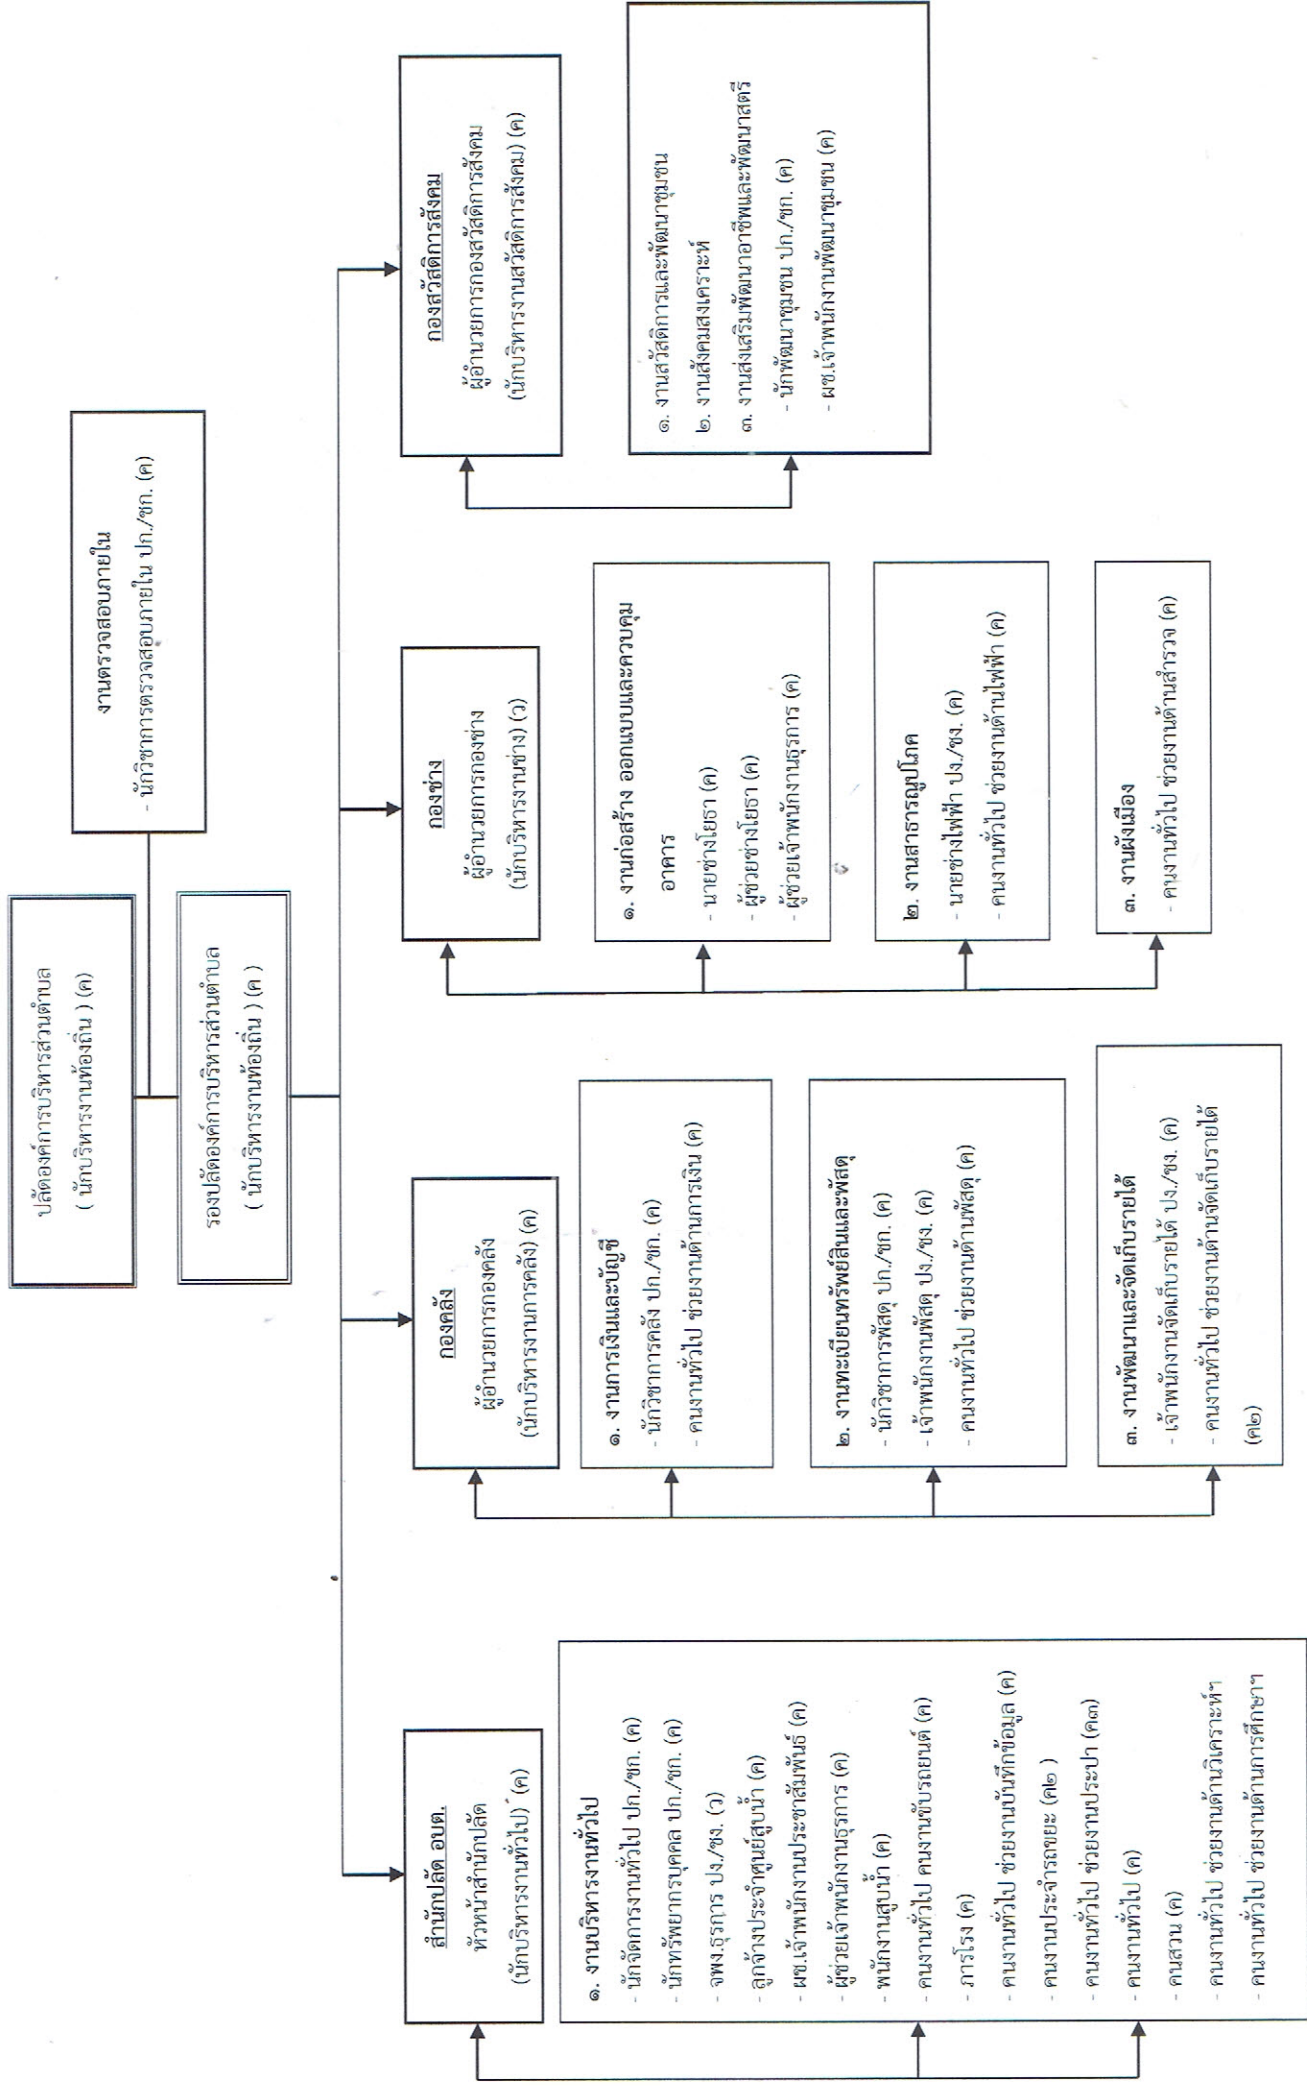 ปลัดองค์การบริหารส่วนตำบล
( นักบริหารงานท้องถิ่น ) (ค)
งานตรวจสอบภายใน
- นักวิชาการตรวจสอบภายใน ปก./ชก. (ค)
รองปลัดองค์การบริหารส่วนตำบล
( นักบริหารงานท้องถิ่น ) (ค )
สำนักปลัด อบต.
หัวหน้าสำนักปลัด
(นักบริหารงานทั่วไป) (ค)
๑. งานบริหารงานทั่วไป
- นักจัดการงานทั่วไป ปก./ชก. (ค)
- นักทรัพยากรบุคคล ปก./ชก. (ค)
- จพง.ธุรการ ปง./ชง. (ว)
- ลูกจ้างประจำศูนย์สูบน้ำ (ค)
- ผช.เจ้าพนักงานประชาสัมพันธ์ (ค)
- ผู้ช่วยเจ้าพนักงานธุรการ (ค)
- พนักงานสูบน้ำ (ค)
- คนงานทั่วไป คนงานขับรถยนต์ (ค)
- ภารโรง (ค)
- คนงานทั่วไป ช่วยงานบันทึกข้อมูล (ค)
- คนงานประจำรถขยะ (ค๒ )
- คนงานทั่วไป ช่วยงานประปา (ค๓)
- คนงานทั่วไป (ค)
- คนสวน (ค)
- คนงานทั่วไป ช่วยงานด้านวิเคราะห์ฯ
- คนงานทั่วไป ช่วยงานด้านการศึกษาฯ
กองคลัง
ผู้อำนวยการกองคลัง
(นักบริหารงานการคลัง) (ค)
๑. งานการเงินและบัญชี
- นักวิชาการคลัง ปก./ชก. (ค)
- คนงานทั่วไป ช่วยงานด้านการเงิน (ค)
๒. งานทะเบียนทรัพย์สินและพัสดุ
- นักวิชาการพัสดุ ปก./ชก. (ค)
- เจ้าพนักงานพัสดุ ปง./ชง. (ค)
- คนงานทั่วไป ช่วยงานด้านพัสดุ (ค)
๓. งานพัฒนาและจัดเก็บรายได้
- เจ้าพนักงานจัดเก็บรายได้ ปง./ชง. (ค)
- คนงานทั่วไป ช่วยงานด้านจัดเก็บรายได้
(ค๒)
กองช่าง
ผู้อำนวยการกองช่าง
(นักบริหารงานช่าง) (ว)
๑. งานก่อสร้าง ออกแบบและควบคุม
อาคาร
- นายช่างโยธา (ค)
- ผู้ช่วยช่างโยธา (ค)
- ผู้ช่วยเจ้าพนักงานธุรการ (ค)
๒. งานสาธารณูปโภค
- นายช่างไฟฟ้า ปง./ชง. (ค)
- คนงานทั่วไป ช่วยงานด้านไฟฟ้า (ค)
๓. งานผังเมือง
- คนงานทั่วไป ช่วยงานด้านสำรวจ (ค)
กองสวัสดิการสังคม
ผู้อำนวยการกองสวัสดิการสังคม
(นักบริหารงานสวัสดิการสังคม) (ค)
๑. งานสวัสดิการและพัฒนาชุมชน
๒. งานสังคมสงเคราะห์
๓. งานส่งเสริมพัฒนาอาชีพและพัฒนาสตรี
- นักพัฒนาชุมชน ปก./ชก. (ค)
- ผช.เจ้าพนักงานพัฒนาชุมชน (ค)